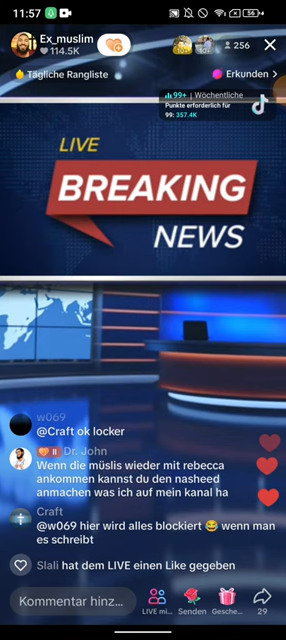 11:57
56
Ex_muslim
114.5K
10+
256
Tägliche Rangliste
Erkunden >
99+ | Wöchentliche
Punkte erforderlich für
99: 357.4K
LIVE
BREAKING
NEWS
w069
@Craft ok locker
Dr. John
Wenn die müslis wieder mit rebecca
ankommen kannst du den nasheed
anmachen was ich auf mein kanal ha
Craft
@w069 hier wird alles blockiert 😂 wenn man
es schreibt
Slali hat dem LIVE einen Like gegeben
Kommentar hinz...
LIVE mi...
Senden
Gesche...
29